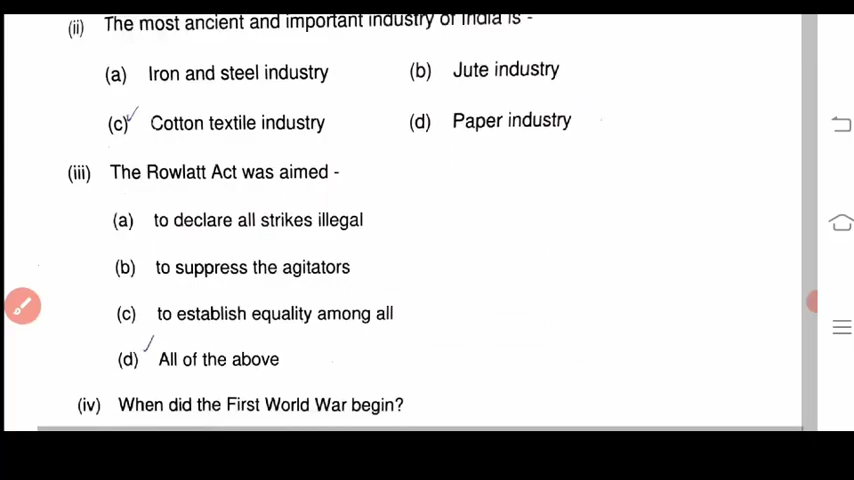 (ii) The most ancient and important industry of India is -
(a) Iron and steel industry (b) Jute industry
(c) Cotton textile industry (d) Paper industry
(iii) The Rowlatt Act was aimed -
(a) to declare all strikes illegal
(b) to suppress the agitators
(c) to establish equality among all
(d) All of the above
(iv) When did the First World War begin?